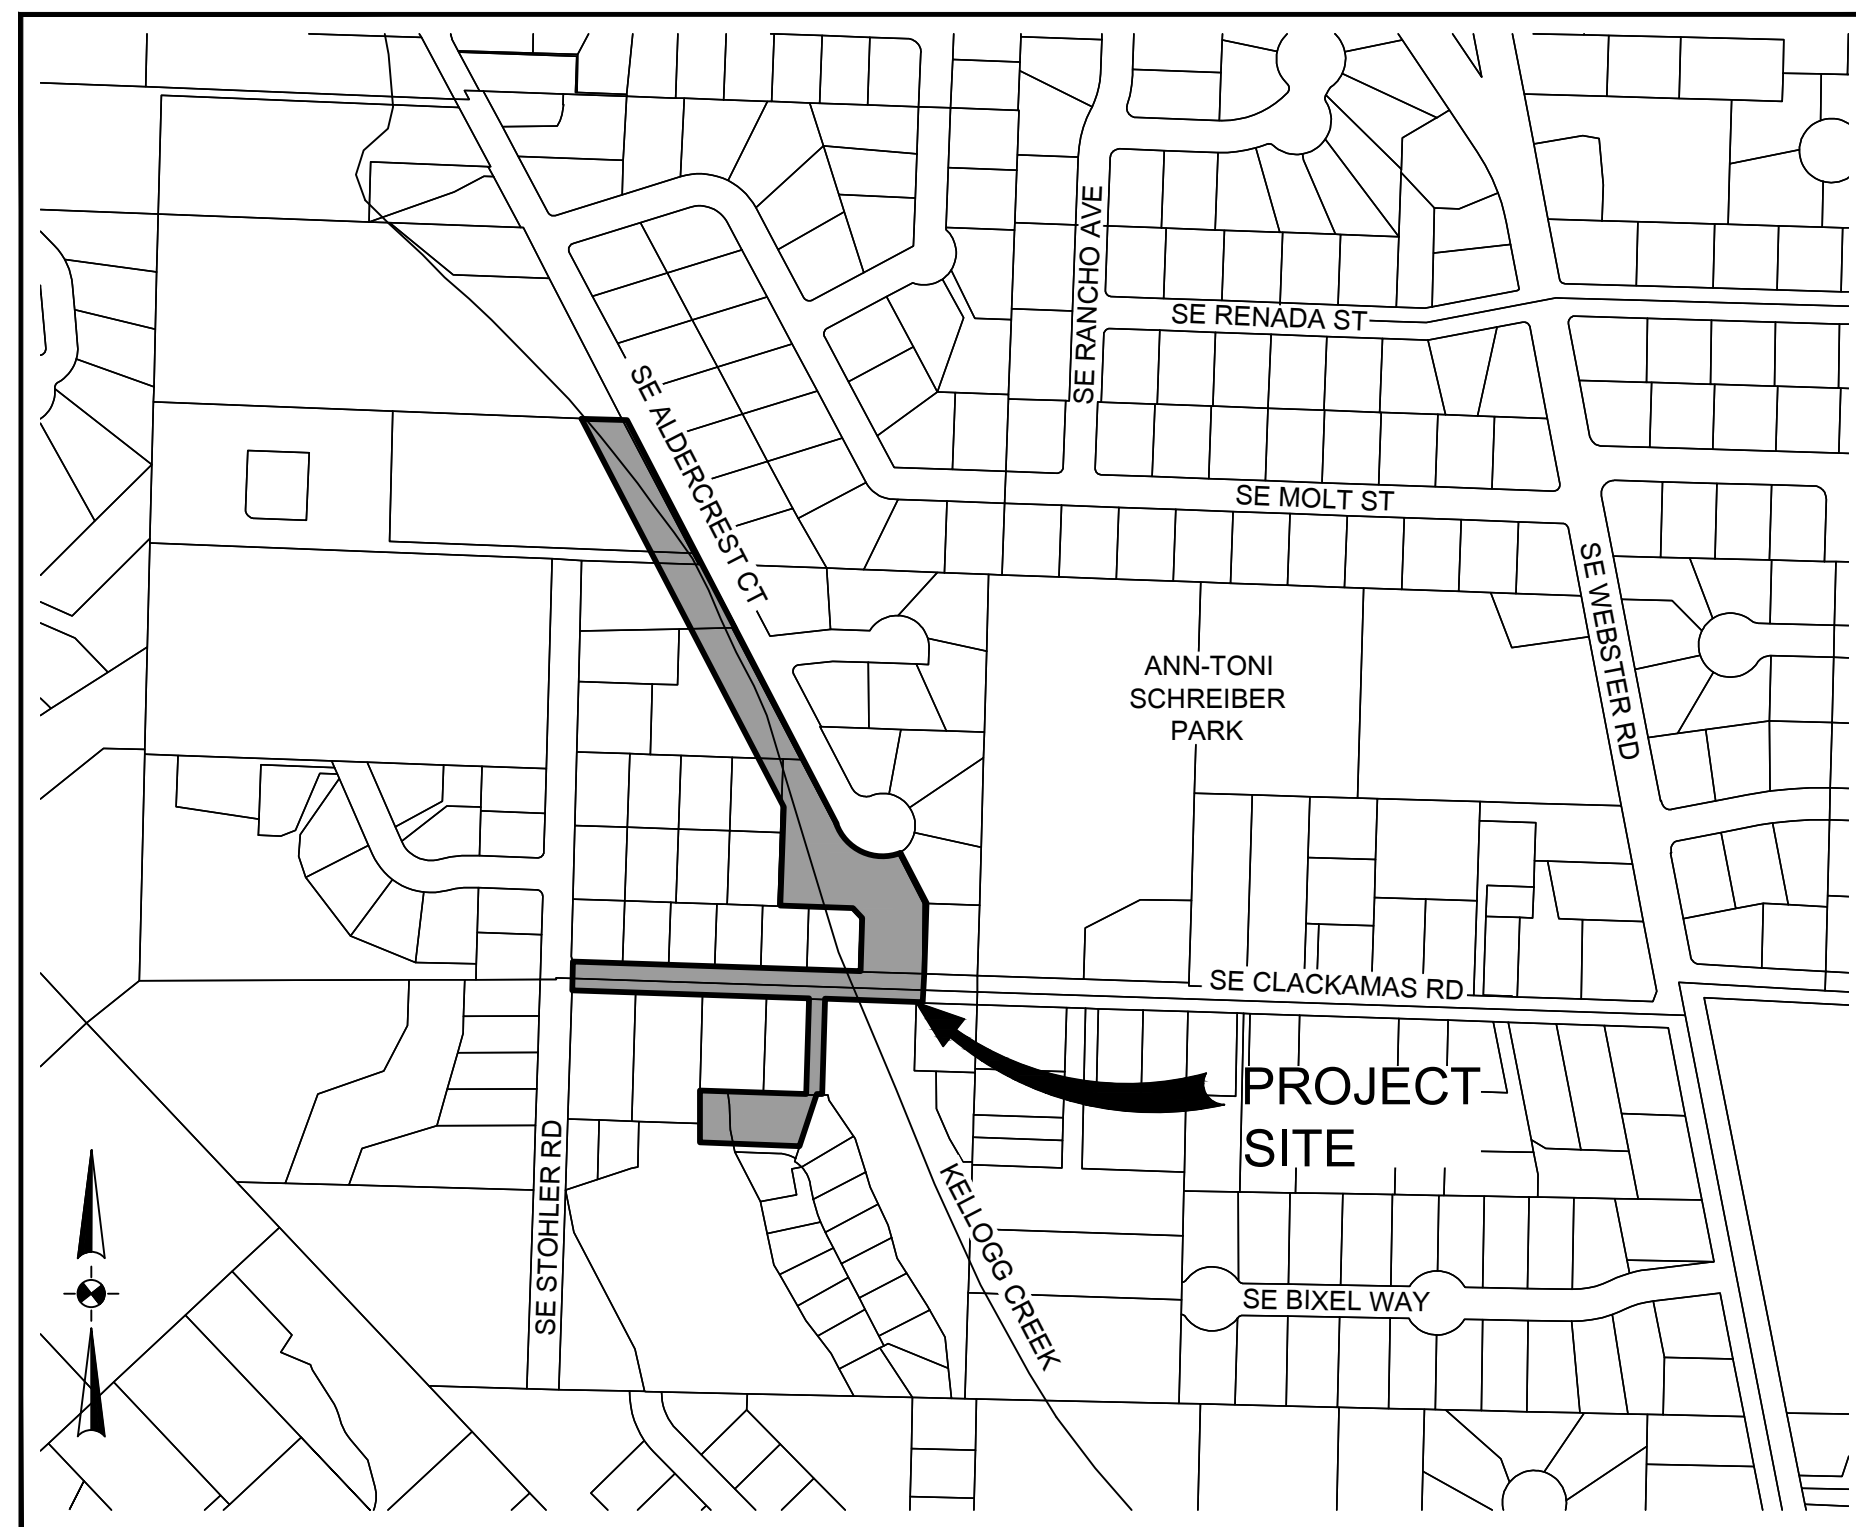 SE RANCHO AVE
SE RENADA ST
SE ALDERCREST CT
SE MOLT ST
SE WEBSTER RD
ANN-TONI
SCHREIBER
PARK
SE CLACKAMAS RD
PROJECT
SITE
SE STOHLER RD
KELLOGG CREEK
SE BIXEL WAY